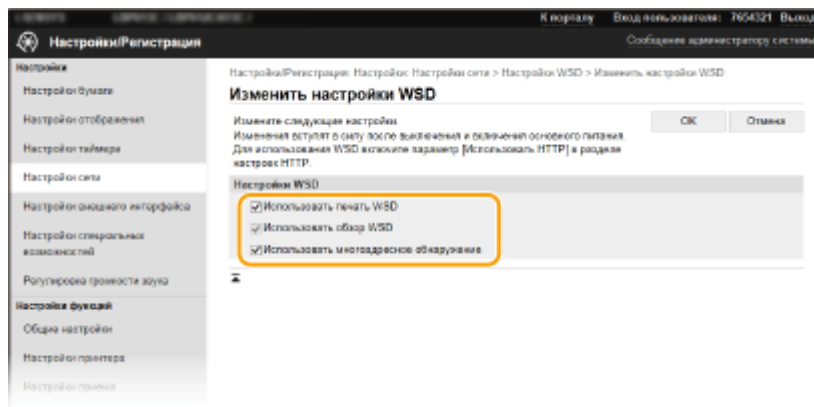 К порталу Вход пользователя: 7654321 Выход
Настройки/Регистрация
Сообщение администратору системы
Настройки
Настройки бумаги
Настройки отображения
Настройки таймера
Настройки сети
Настройки внешнего интерфейса
Настройки специальных
возможностей
Регулировка громкости звука
Настройки функций
Общие настройки
Настройки принтера
Настройки приема
Настройки/Регистрация: Настройки: Настройки сети > Настройки WSD > Изменить настройки WSD
Изменить настройки WSD
Измените следующие настройки.
Изменения вступят в силу после выключения и включения основного питания.
Для использования WSD включите параметр [Использовать HTTP] в разделе
настроек HTTP.
OK Отмена
Настройки WSD
Использовать печать WSD
Использовать обзор WSD
Использовать многоадресное обнаружение